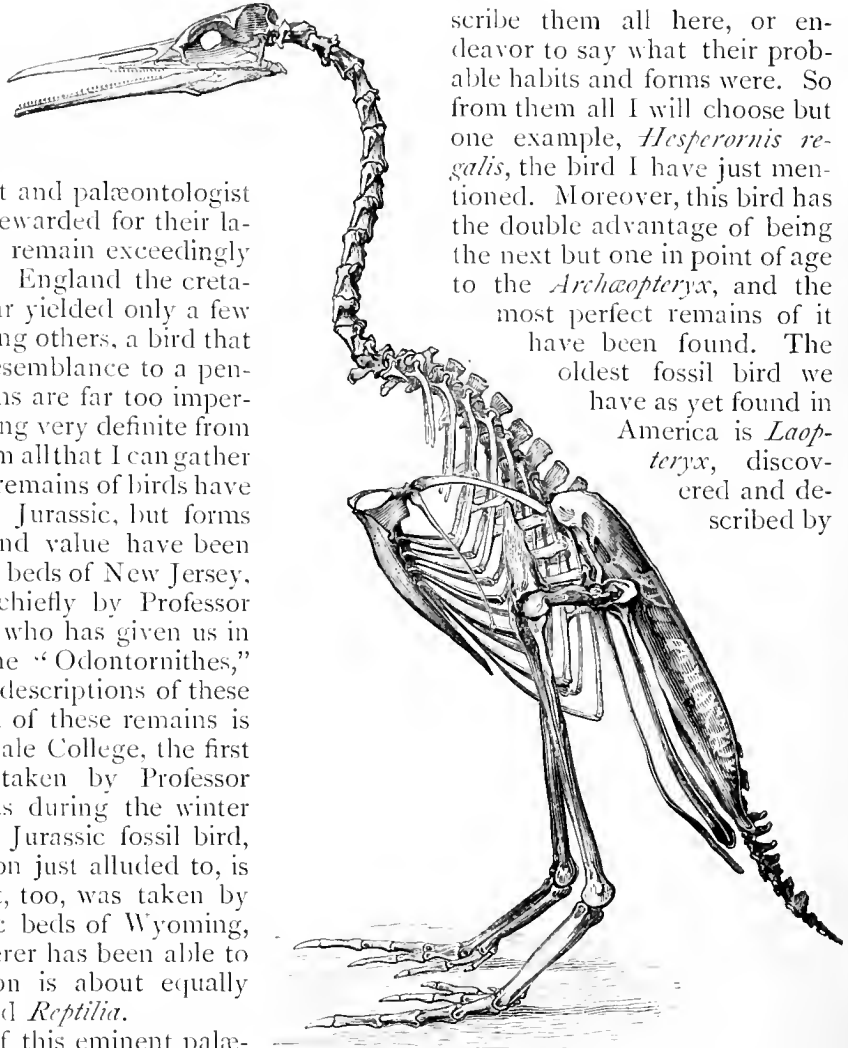 t and palæontologist
ewarded for their la-
remain exceedingly
England the creta-
r yielded only a few
ng others, a bird that
semblance to a pen-
ns are far too imper-
ng very definite from
m all that I can gather
remains of birds have
Jurassic, but forms
nd value have been
beds of New Jersey,
chiefly by Professor
who has given us in
ne “Odontornithes,”
descriptions of these
of these remains is
ale College, the first
taken by Professor
s during the winter
Jurassic fossil bird,
on just alluded to, is
t, too, was taken by
c beds of Wyoming,
erer has been able to
on is about equally
d Reptilia.
f this eminent palæ-
scribe them all here, or en-
deavor to say what their prob-
able habits and forms were. So
from them all I will choose but
one example, Hesperornis re-
galis, the bird I have just men-
tioned. Moreover, this bird has
the double advantage of being
the next but one in point of age
to the Archæopteryx, and the
most perfect remains of it
have been found. The
oldest fossil bird we
have as yet found in
America is Laop-
teryx, discov-
ered and de-
scribed by